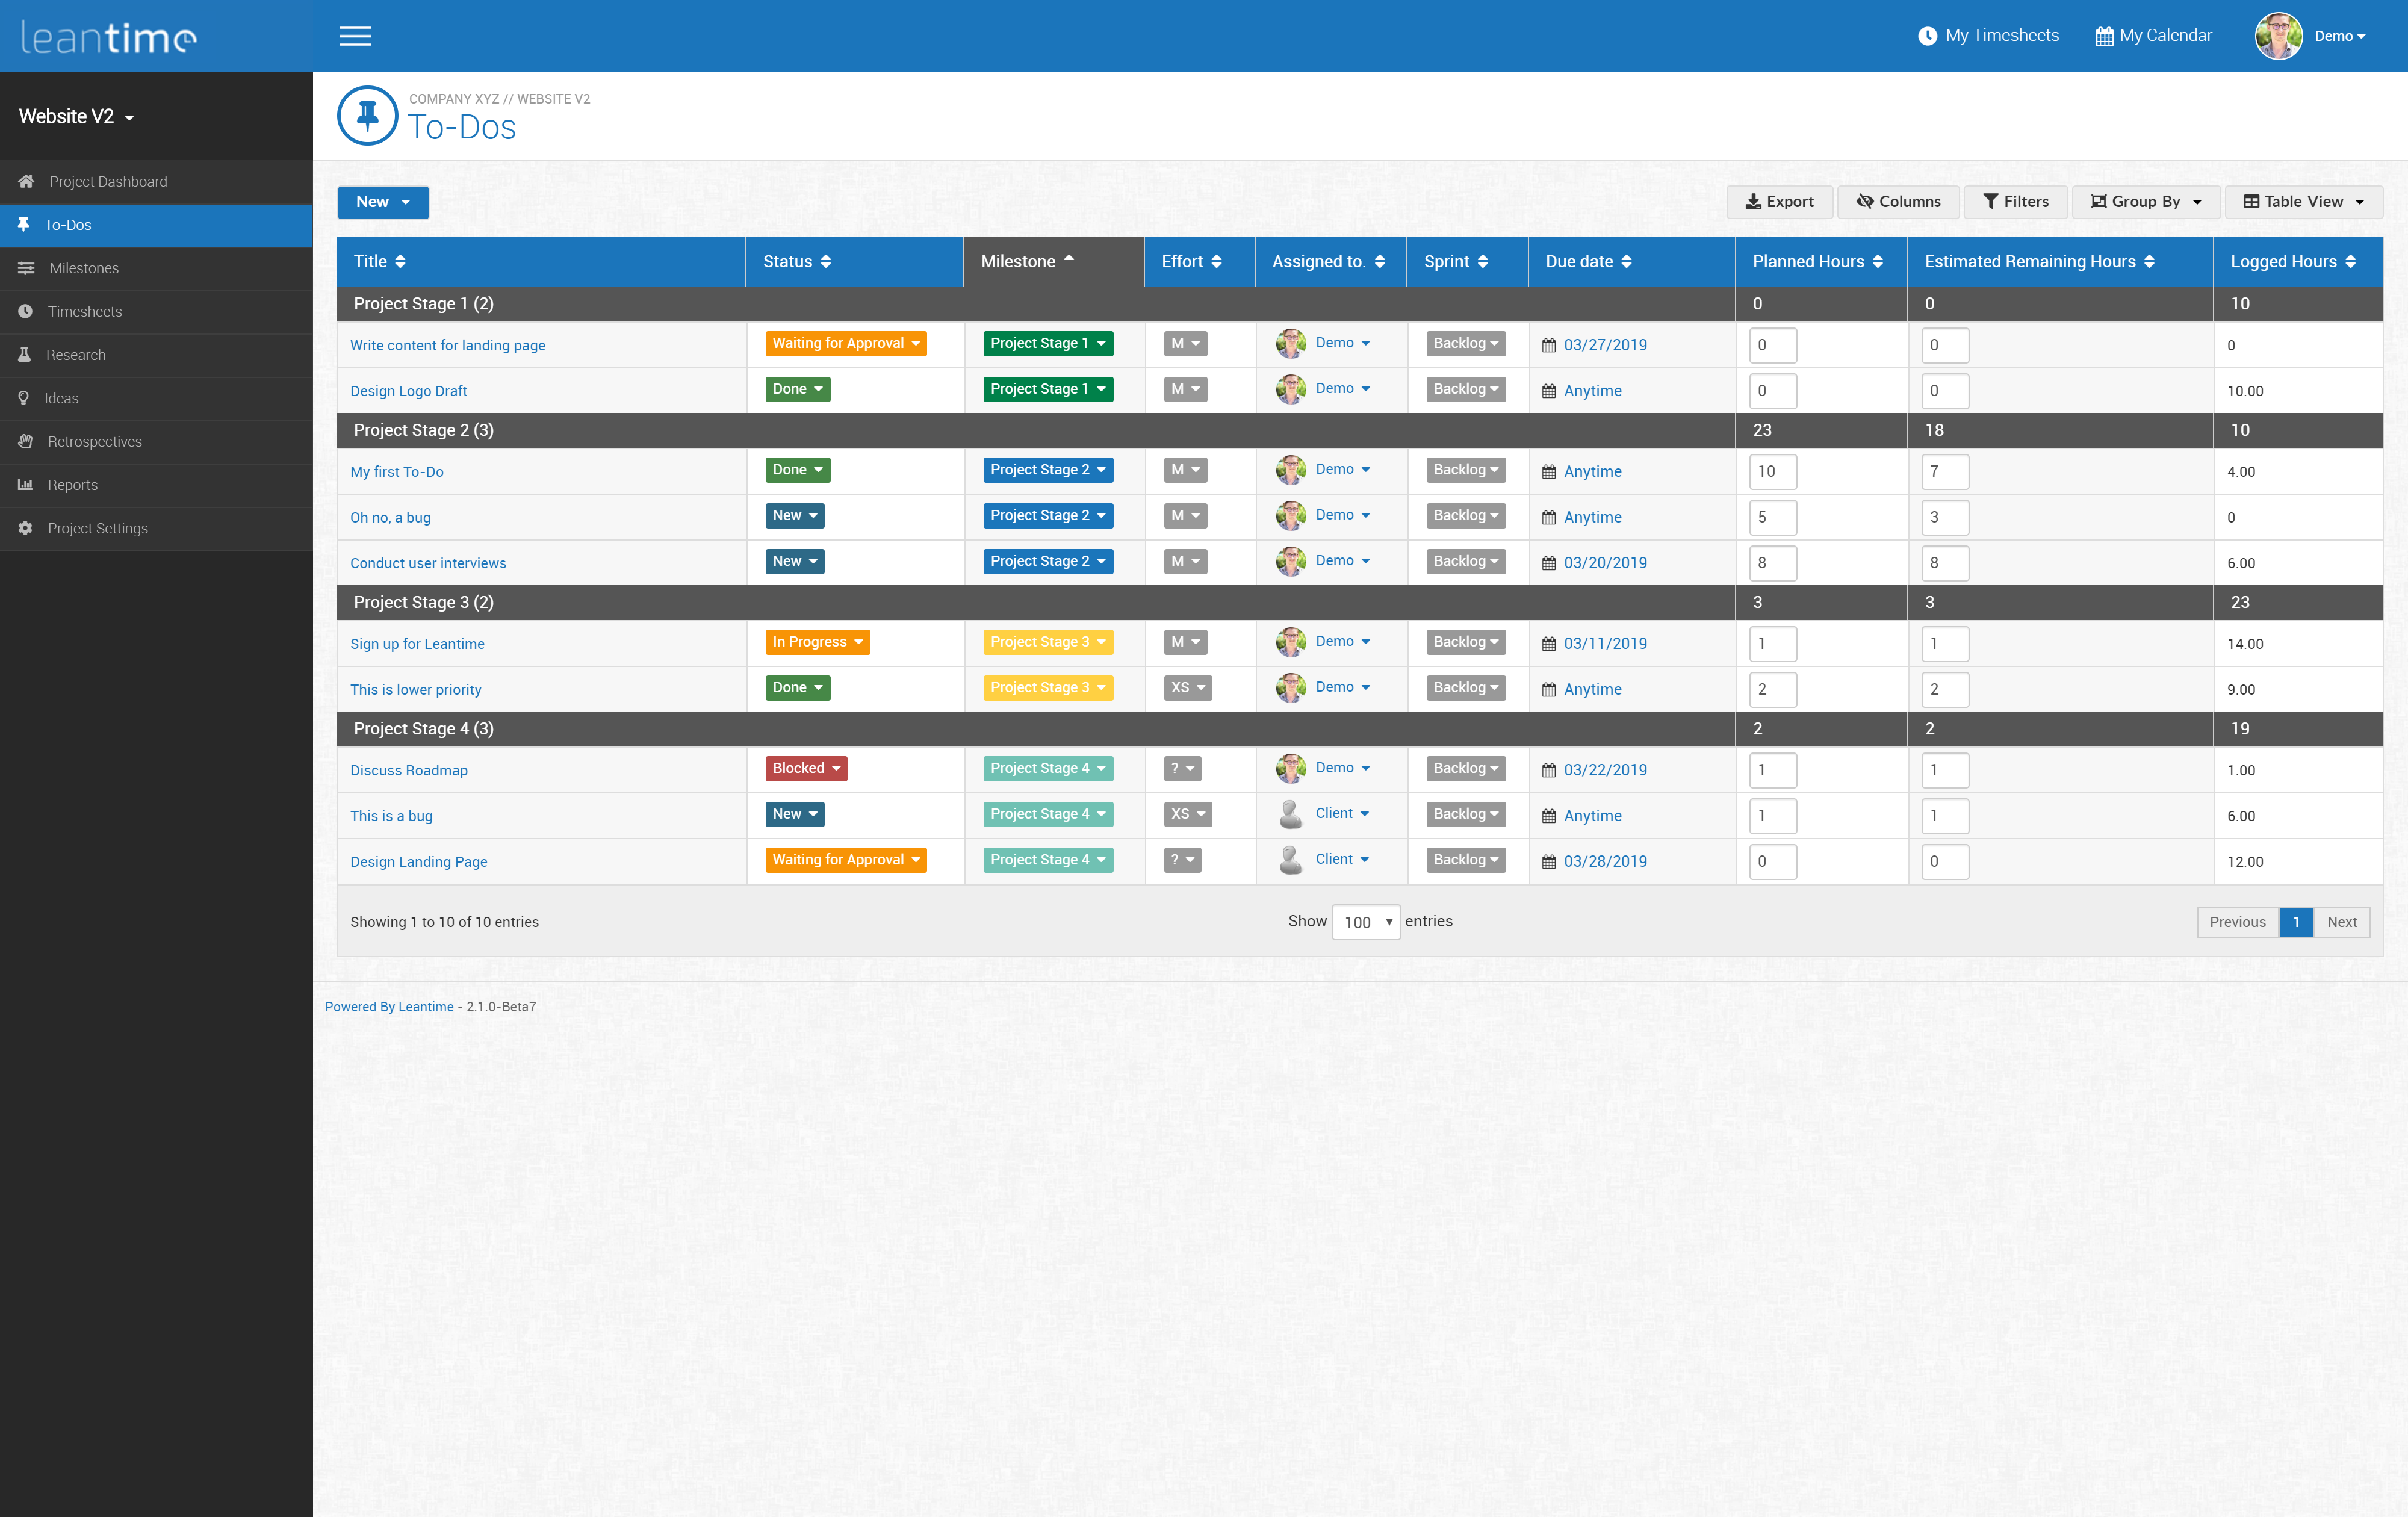 leantime
My Timesheets My Calendar Demo
Website V2
Project Dashboard
To-Dos
Milestones
Timesheets
Research
Ideas
Retrospectives
Reports
Project Settings
COMPANY XYZ // WEBSITE V2
To-Dos
New Export Columns Filters Group By Table View
Title Status Milestone Effort Assigned to. Sprint Due date Planned Hours Estimated Remaining Hours Logged Hours
Project Stage 1 (2) 0 0 10
Write content for landing page Waiting for Approval Project Stage 1 M Demo Backlog 03/27/2019 0 0 0
Design Logo Draft Done Project Stage 1 M Demo Backlog Anytime 0 0 10.00
Project Stage 2 (3) 23 18 10
My first To-Do Done Project Stage 2 M Demo Backlog Anytime 10 7 4.00
Oh no, a bug New Project Stage 2 M Demo Backlog Anytime 5 3 0
Conduct user interviews New Project Stage 2 M Demo Backlog 03/20/2019 8 8 6.00
Project Stage 3 (2) 3 3 23
Sign up for Leantime In Progress Project Stage 3 M Demo Backlog 03/11/2019 1 1 14.00
This is lower priority Done Project Stage 3 XS Demo Backlog Anytime 2 2 9.00
Project Stage 4 (3) 2 2 19
Discuss Roadmap Blocked Project Stage 4 ? Demo Backlog 03/22/2019 1 1 1.00
This is a bug New Project Stage 4 XS Client Backlog Anytime 1 1 6.00
Design Landing Page Waiting for Approval Project Stage 4 ? Client Backlog 03/28/2019 0 0 12.00
Showing 1 to 10 of 10 entries Show 100 entries Previous 1 Next
Powered By Leantime - 2.1.0-Beta7